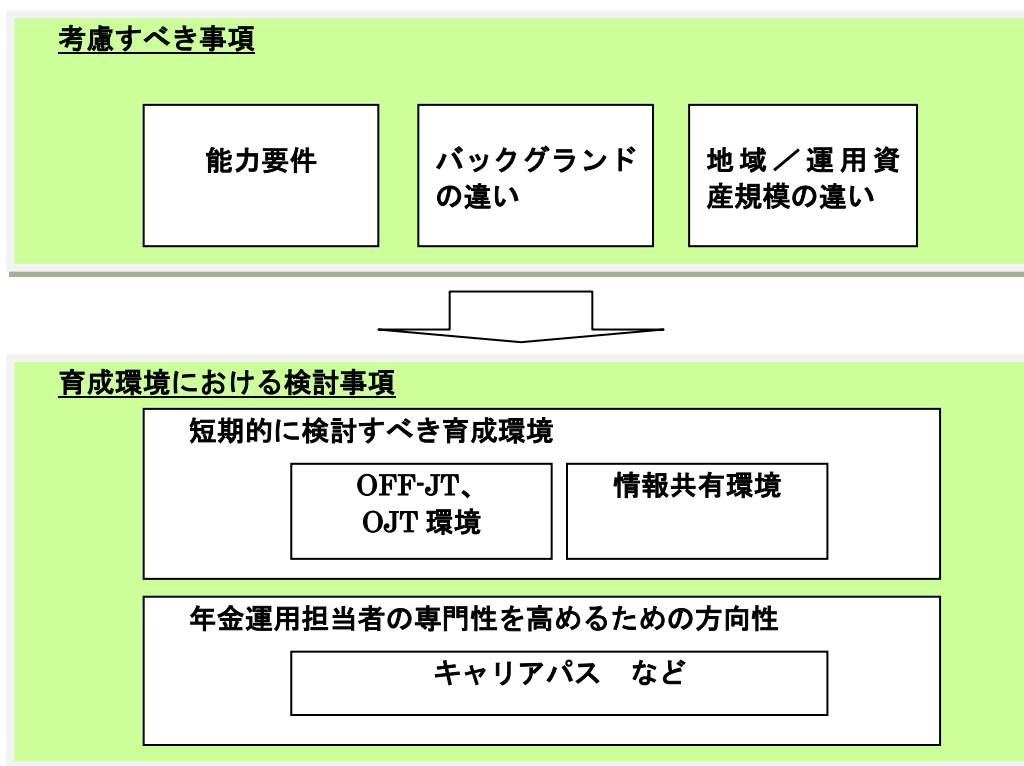 考慮すべき事項
能力要件
バックグランド
の違い
地域／運用資
産規模の違い
育成環境における検討事項
短期的に検討すべき育成環境
OFF-JT、
OJT 環境
情報共有環境
年金運用担当者の専門性を高めるための方向性
キャリアパス　など